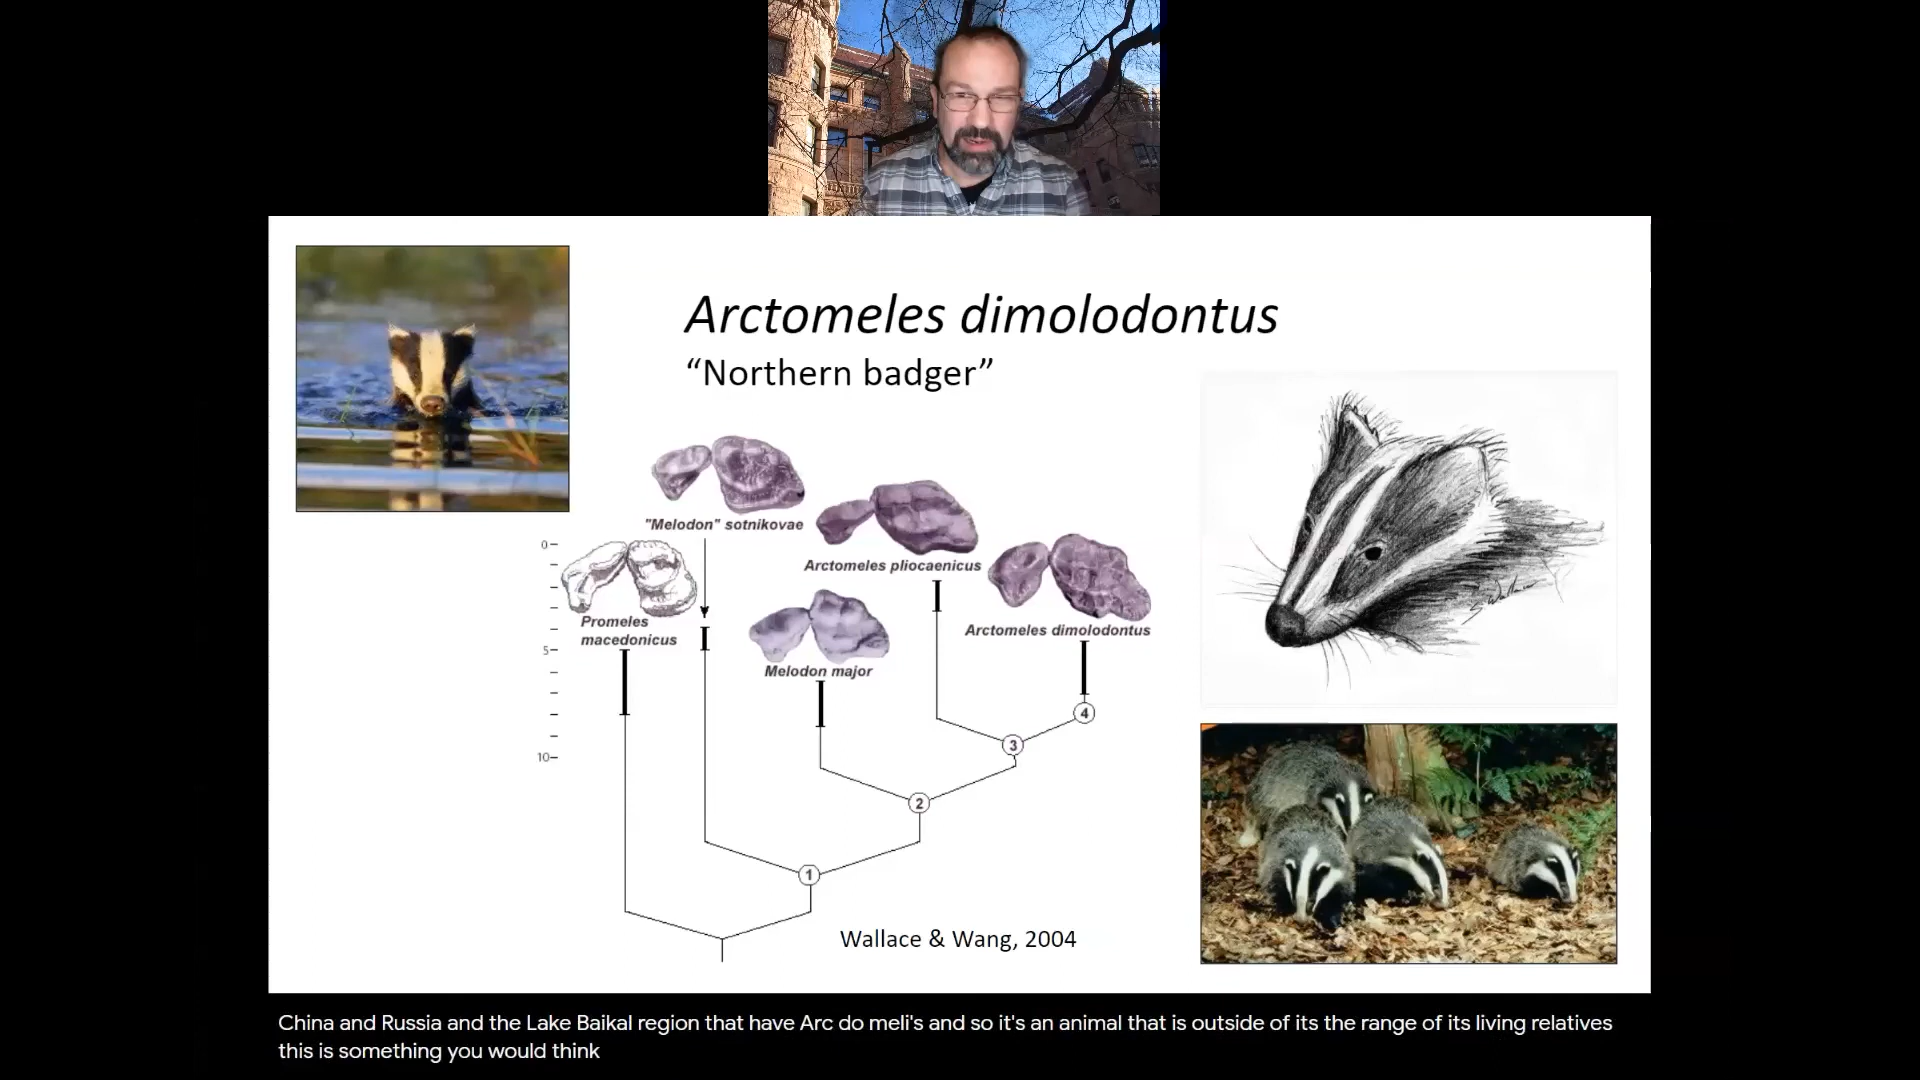 Arctomeles dimolodontus
“Northern badger”
"Melodon" sotnikovae
Arctomeles pliocaenicus
0
Promeles
macedonicus
Arctomeles dimolodontus
5
Melodon major
4
3
10
2
1
Wallace & Wang, 2004
S. Wallace
China and Russia and the Lake Baikal region that have Arc do meli's and so it's an animal that is outside of its the range of its living relatives
this is something you would think